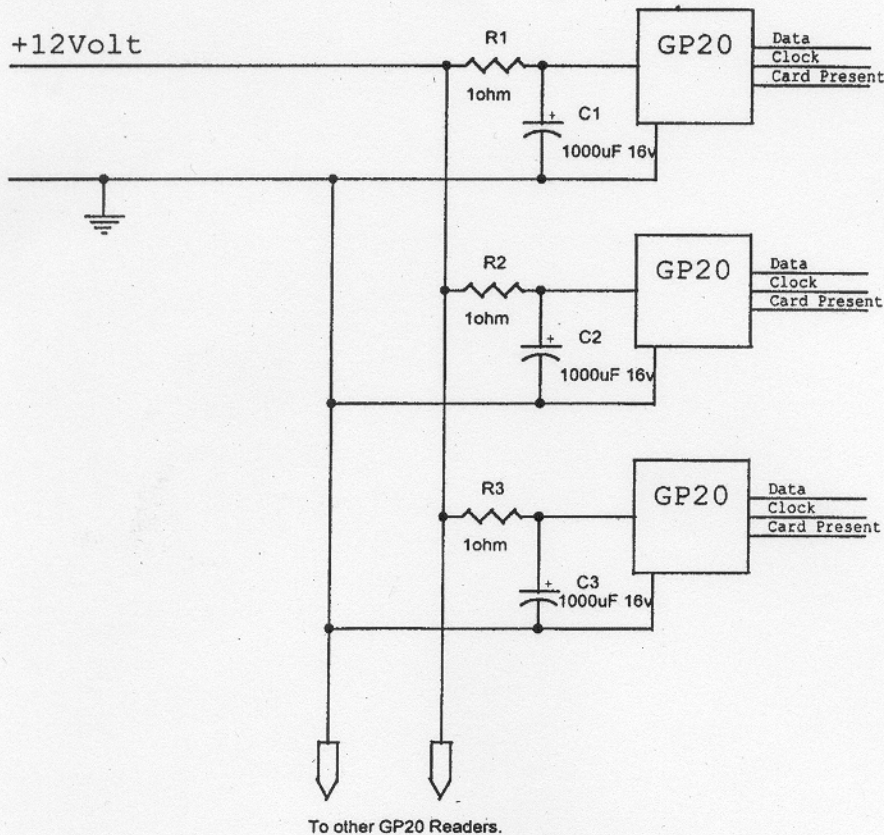 +12Volt
R1
1ohm
C1
1000uF 16v
GP20
Data
Clock
Card Present
R2
1ohm
C2
1000uF 16v
GP20
Data
Clock
Card Present
R3
1ohm
C3
1000uF 16v
GP20
Data
Clock
Card Present
To other GP20 Readers.